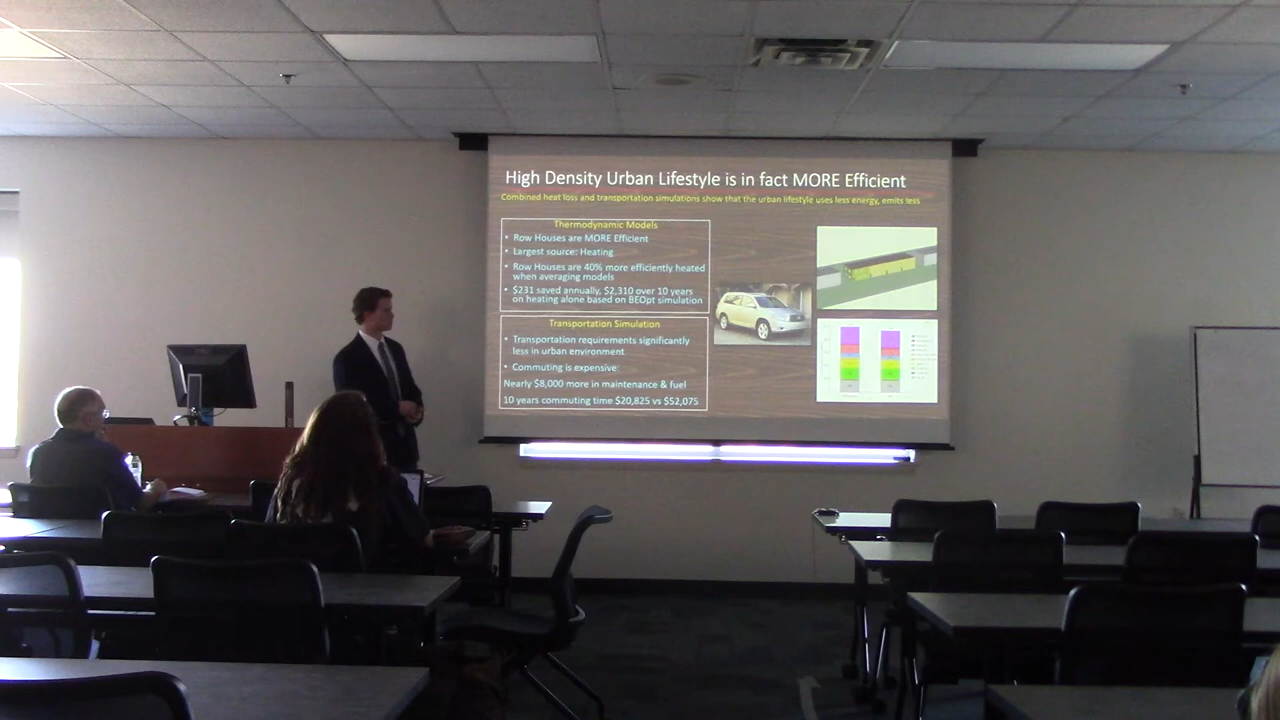 High Density Urban Lifestyle is in fact MORE Efficient
Combined heat loss and transportation simulations show that the urban lifestyle uses less energy, emits less
Thermodynamic Models
• Row Houses are MORE Efficient
• Largest source: Heating
• Row Houses are 40% more efficiently heated
when averaging models
• $231 saved annually, $2,310 over 10 years
on heating alone based on BEOpt simulation
Transportation Simulation
• Transportation requirements significantly
less in urban environment
• Commuting is expensive:
Nearly $8,000 more in maintenance & fuel
10 years commuting time $20,825 vs $52,075